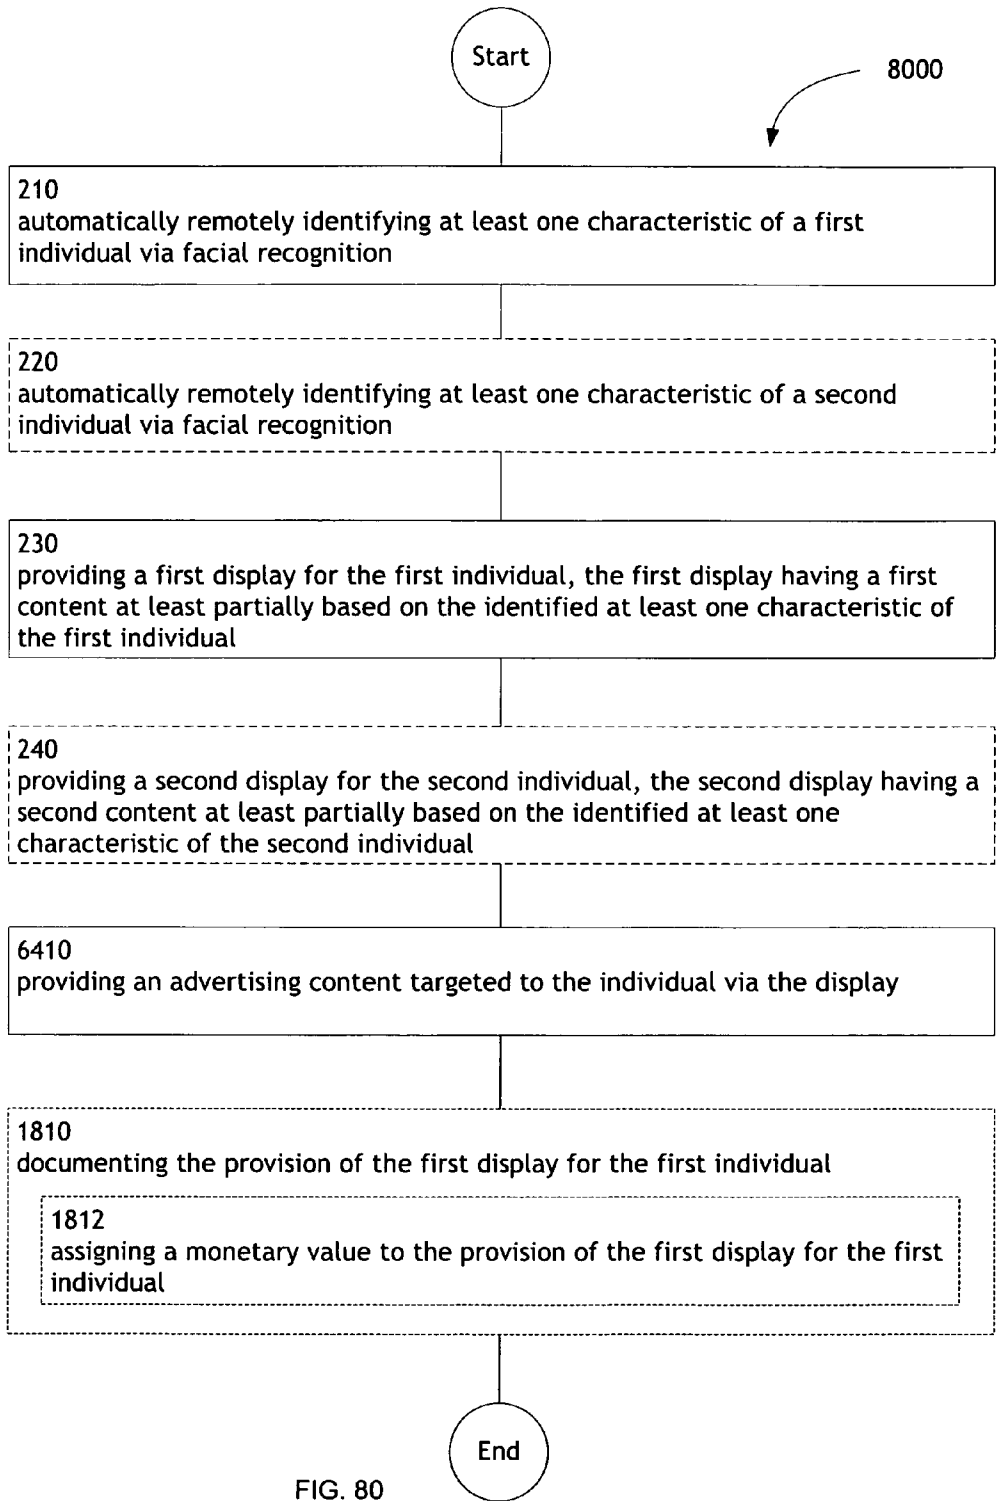 Start
8000
210
automatically remotely identifying at least one characteristic of a first
individual via facial recognition
220
automatically remotely identifying at least one characteristic of a second
individual via facial recognition
230
providing a first display for the first individual, the first display having a first
content at least partially based on the identified at least one characteristic of
the first individual
240
providing a second display for the second individual, the second display having a
second content at least partially based on the identified at least one
characteristic of the second individual
6410
providing an advertising content targeted to the individual via the display
1810
documenting the provision of the first display for the first individual
1812
assigning a monetary value to the provision of the first display for the first
individual
End
FIG. 80